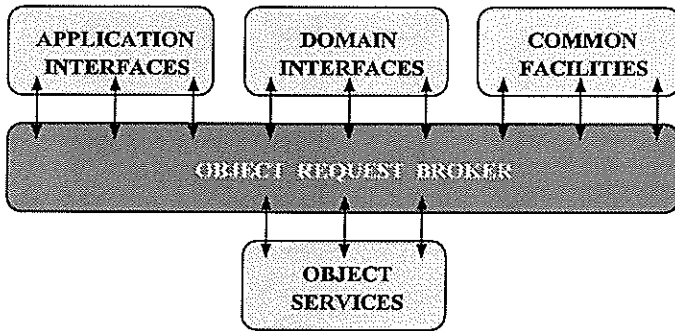 APPLICATION
INTERFACES
DOMAIN
INTERFACES
COMMON
FACILITIES
OBJECT REQUEST BROKER
OBJECT
SERVICES